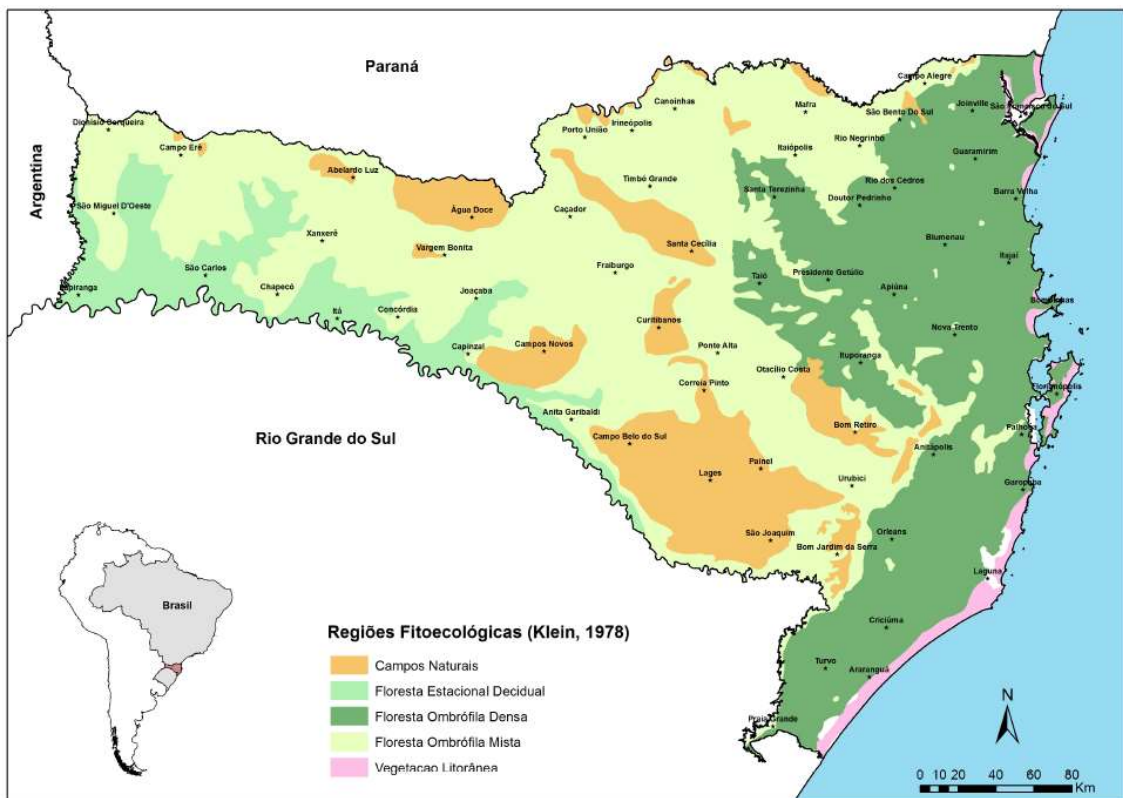 Paraná
Argentina
Rio Grande do Sul
Campo Alegre
Canoinhas
Mafra
Joinville
São Francisco do Sul
São Bento Do Sul
Dionísio Cerqueira
Porto União
Irineópolis
Rio Negrinho
Campo Erê
Itaiópolis
Guaramirim
Abelardo Luz
Timbó Grande
Rio dos Cedros
Santa Terezinha
Barra Velha
Doutor Pedrinho
São Miguel D'Oeste
Água Doce
Caçador
Xanxerê
Blumenau
Vargem Bonita
Santa Cecília
Itajaí
Fraiburgo
São Carlos
Presidente Getúlio
Taió
Chapecó
Joaçaba
Apiúna
Itá
Concórdia
Curitibanos
Nova Trento
Capinzal
Campos Novos
Ponte Alta
Ituporanga
Otacílio Costa
Correia Pinto
Florianópolis
Anita Garibaldi
Bom Retiro
Palhoça
Campo Belo do Sul
Anitápolis
Painel
Lages
Urubici
Garopaba
São Joaquim
Orleans
Bom Jardim da Serra
Laguna
Criciúma
Turvo
Araranguá
Praia Grande
Brasil
Regiões Fitoecológicas (Klein, 1978)
Campos Naturais
Floresta Estacional Decidual
Floresta Ombrófila Densa
Floresta Ombrófila Mista
Vegetacao Litorânea
N
0 10 20 40 60 80
Km